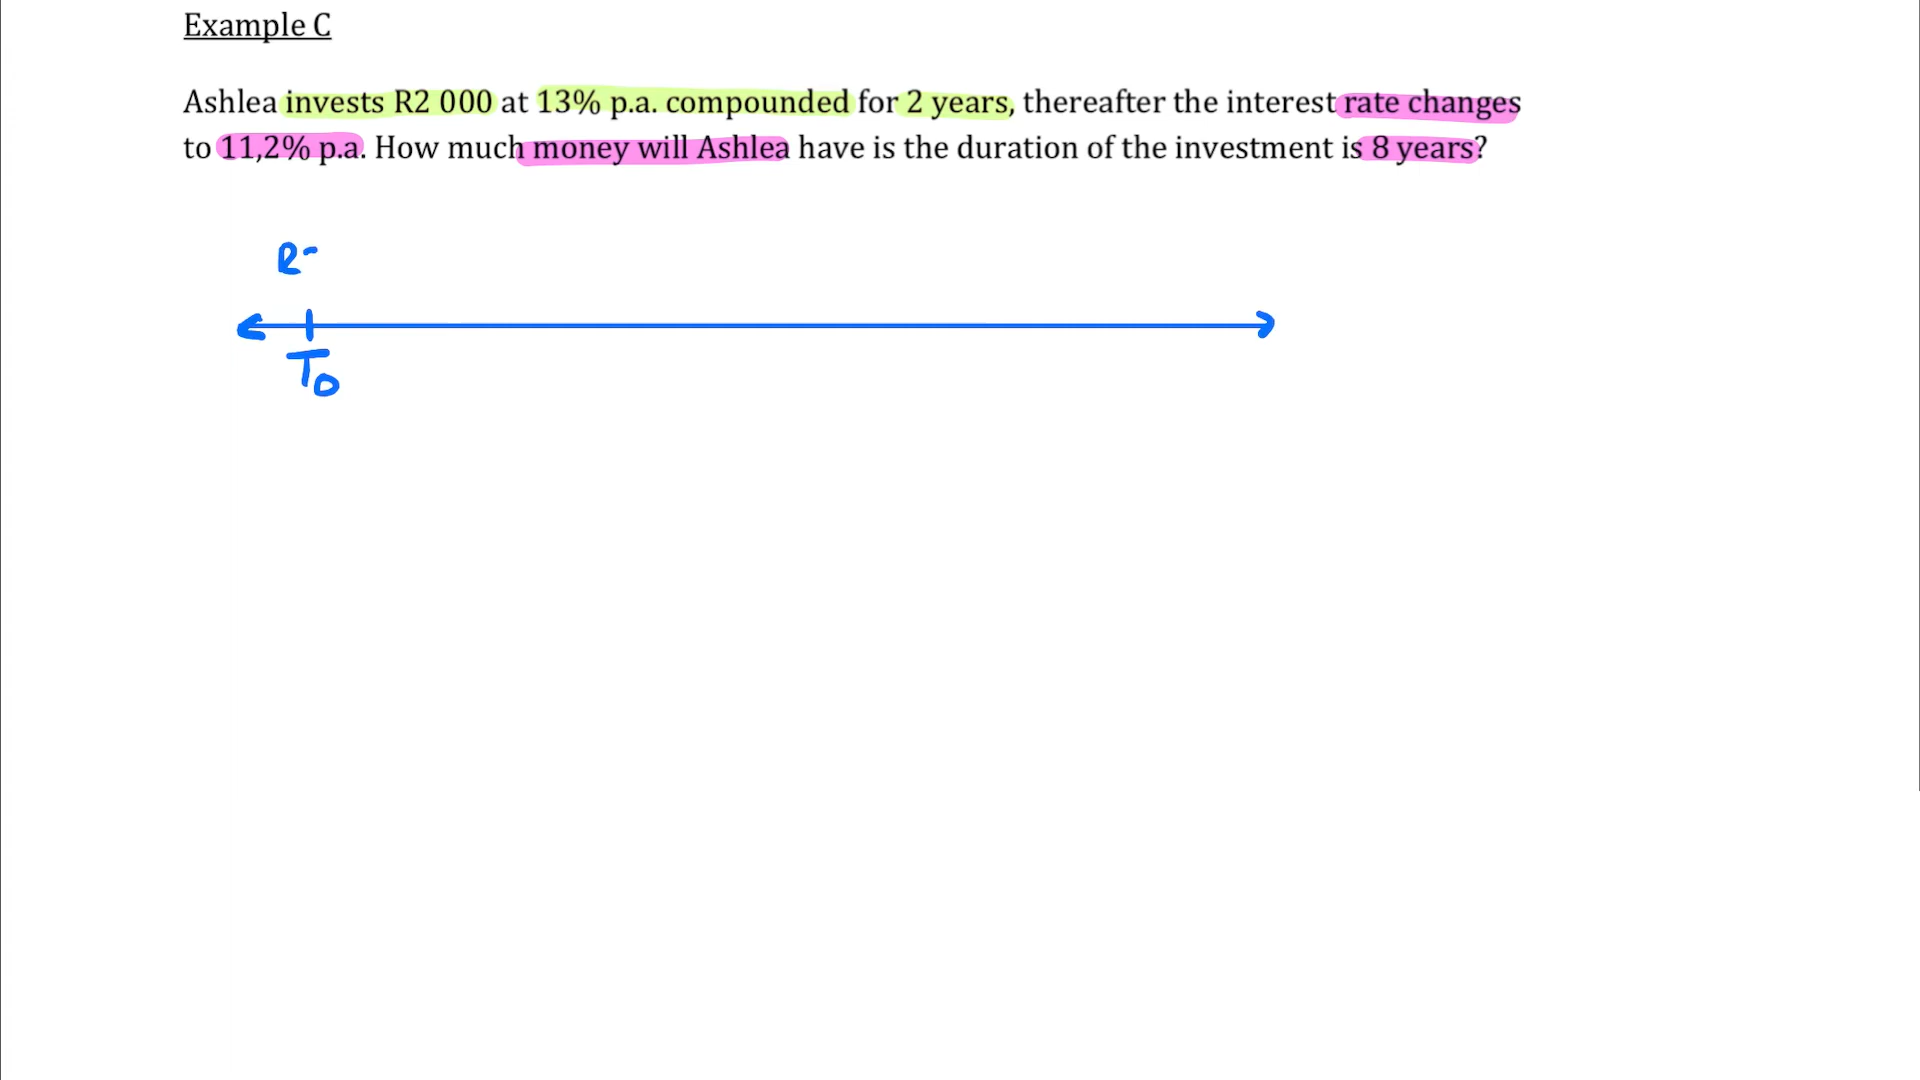 Example C
Ashlea invests R2 000 at 13% p.a. compounded for 2 years, thereafter the interest rate changes
to 11,2% p.a. How much money will Ashlea have is the duration of the investment is 8 years?
R
T0